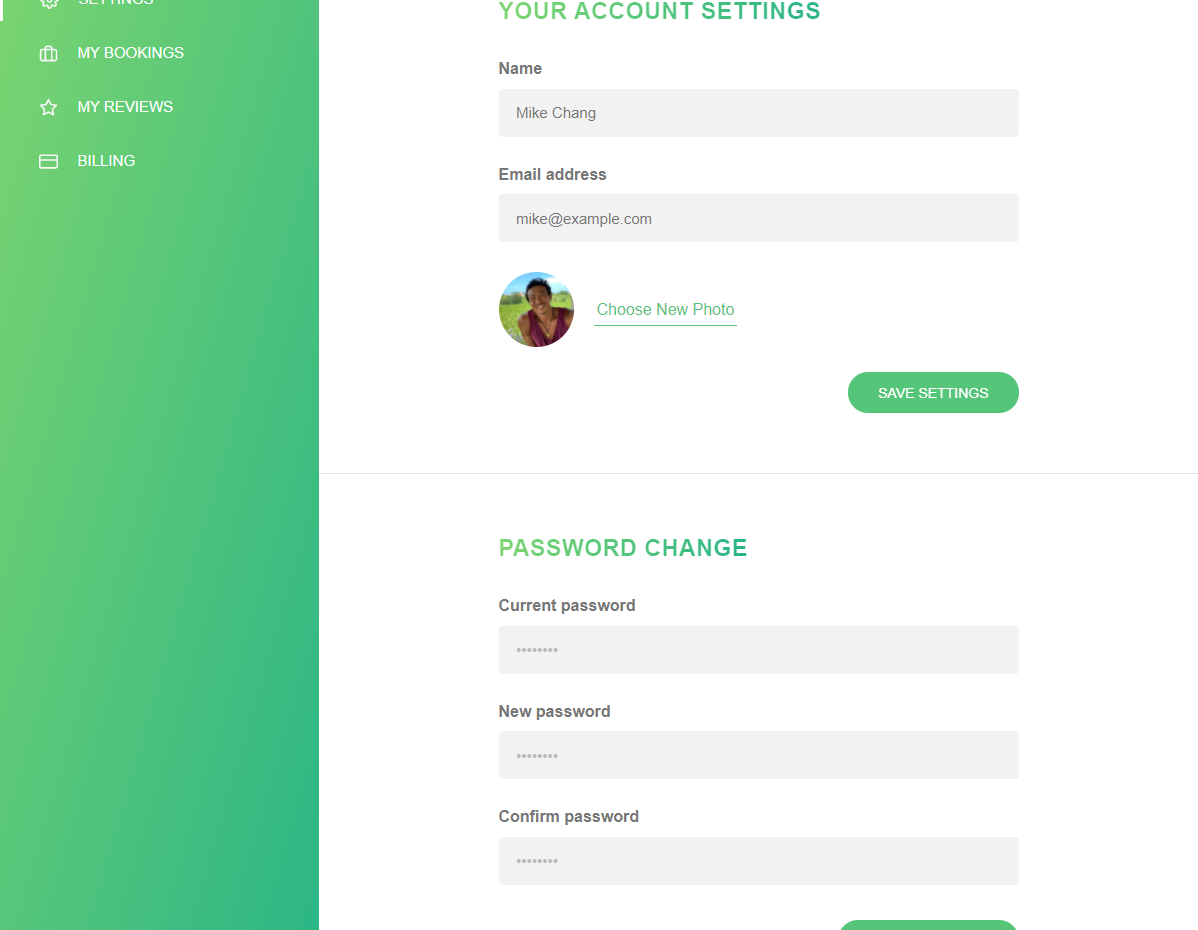 SETTINGS
MY BOOKINGS
MY REVIEWS
BILLING
YOUR ACCOUNT SETTINGS
Name
Mike Chang
Email address
mike@example.com
Choose New Photo
SAVE SETTINGS
PASSWORD CHANGE
Current password
••••••••
New password
••••••••
Confirm password
••••••••